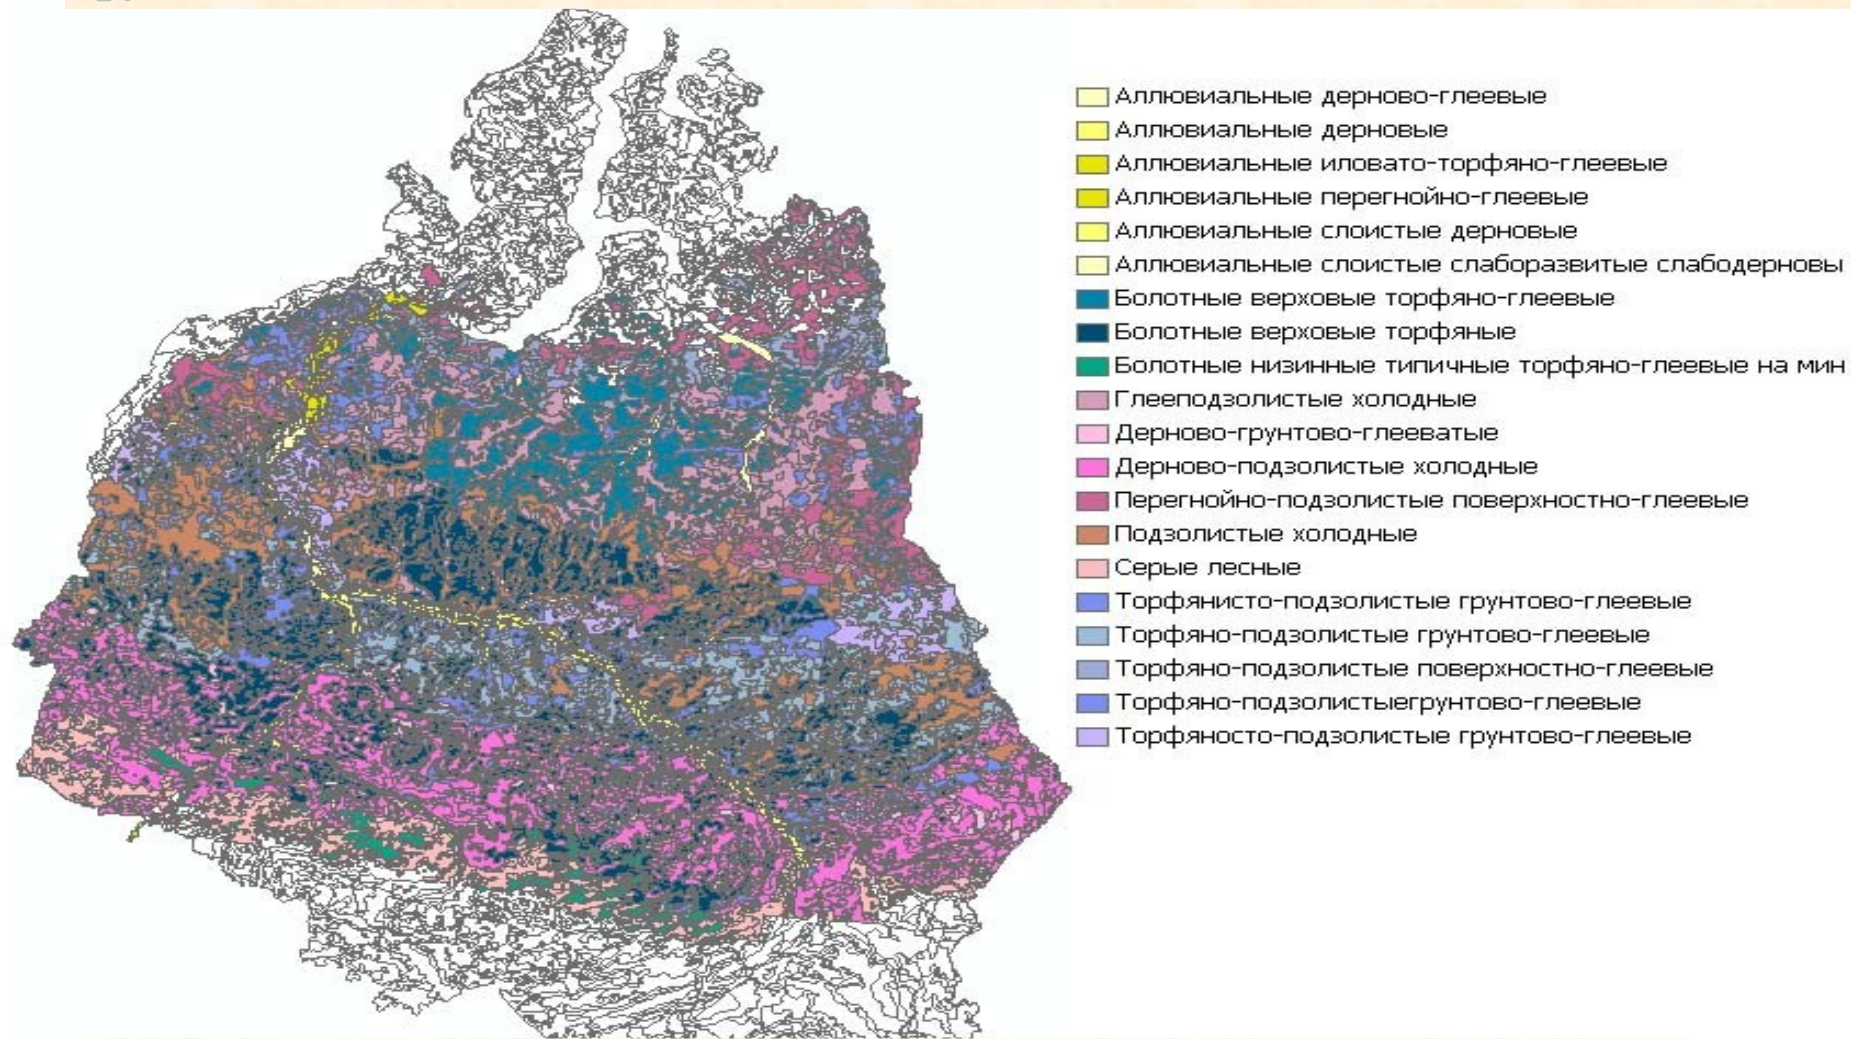 Аллювиальные дерново-глеевые
Аллювиальные дерновые
Аллювиальные иловато-торфяно-глеевые
Аллювиальные перегнойно-глеевые
Аллювиальные слоистые дерновые
Аллювиальные слоистые слаборазвитые слабодерновы
Болотные верховые торфяно-глеевые
Болотные верховые торфяные
Болотные низинные типичные торфяно-глеевые на мин
Глееподзолистые холодные
Дерново-грунтово-глееватые
Дерново-подзолистые холодные
Перегнойно-подзолистые поверхностно-глеевые
Подзолистые холодные
Серые лесные
Торфянисто-подзолистые грунтово-глеевые
Торфяно-подзолистые грунтово-глеевые
Торфяно-подзолистые поверхностно-глеевые
Торфяно-подзолистыегрунтово-глеевые
Торфяносто-подзолистые грунтово-глеевые